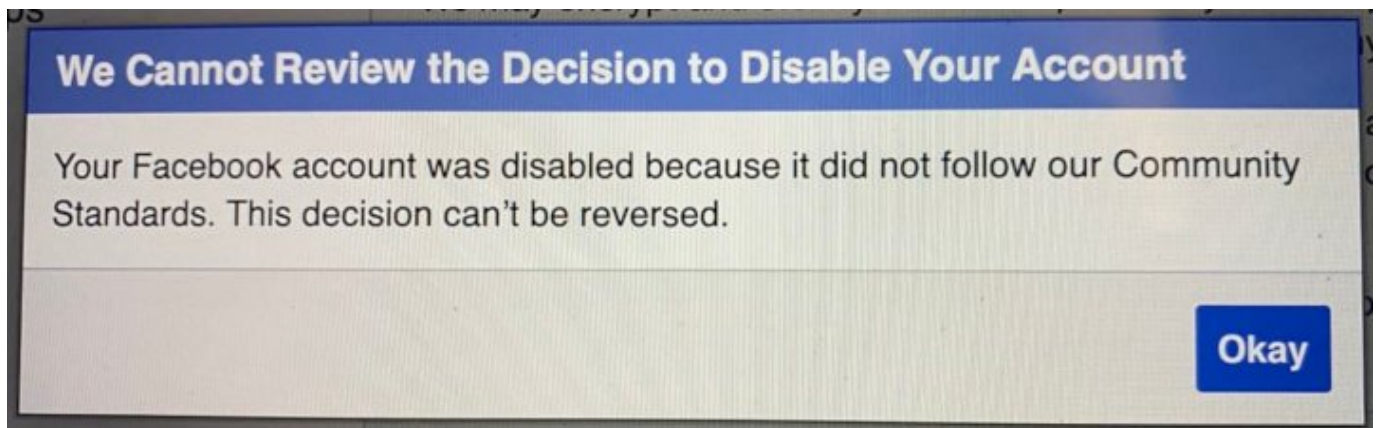 We Cannot Review the Decision to Disable Your Account
Your Facebook account was disabled because it did not follow our Community
Standards. This decision can't be reversed.
Okay